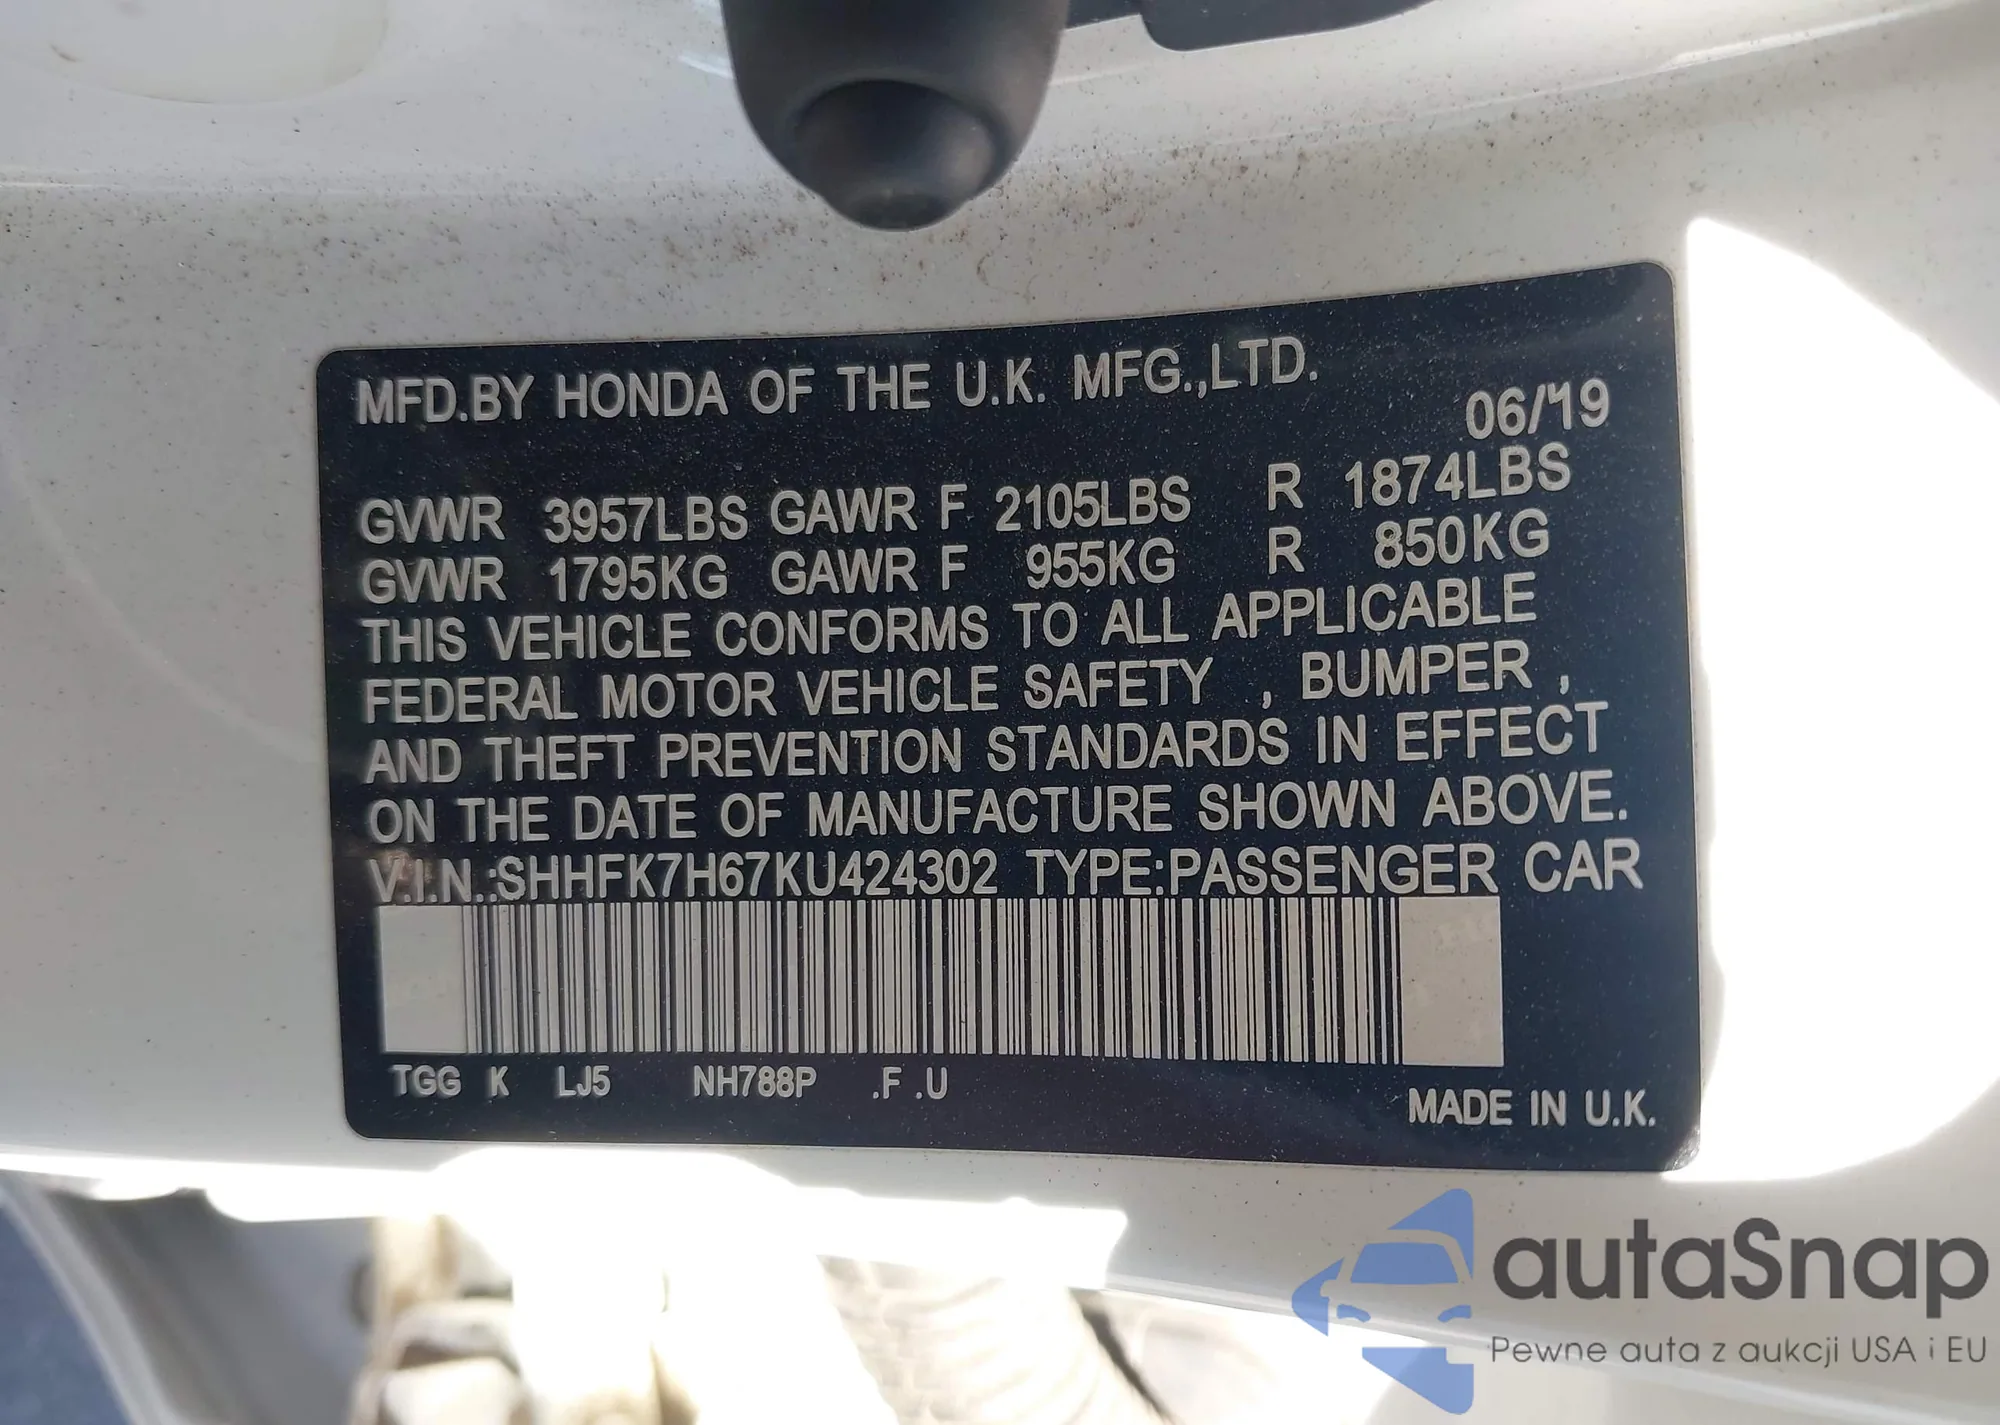 MFD.BY HONDA OF THE U.K. MFG.,LTD.
06/19
GVWR 3957LBS GAWR F 2105LBS R 1874LBS
GVWR 1795KG GAWR F 955KG R 850KG
THIS VEHICLE CONFORMS TO ALL APPLICABLE
FEDERAL MOTOR VEHICLE SAFETY , BUMPER ,
AND THEFT PREVENTION STANDARDS IN EFFECT
ON THE DATE OF MANUFACTURE SHOWN ABOVE.
V.I.N.:SHHFK7H67KU424302 TYPE:PASSENGER CAR
TGG K LJ5 NH788P .F .U
MADE IN U.K.
autaSnap
Pewne auta z aukcji USA i EU